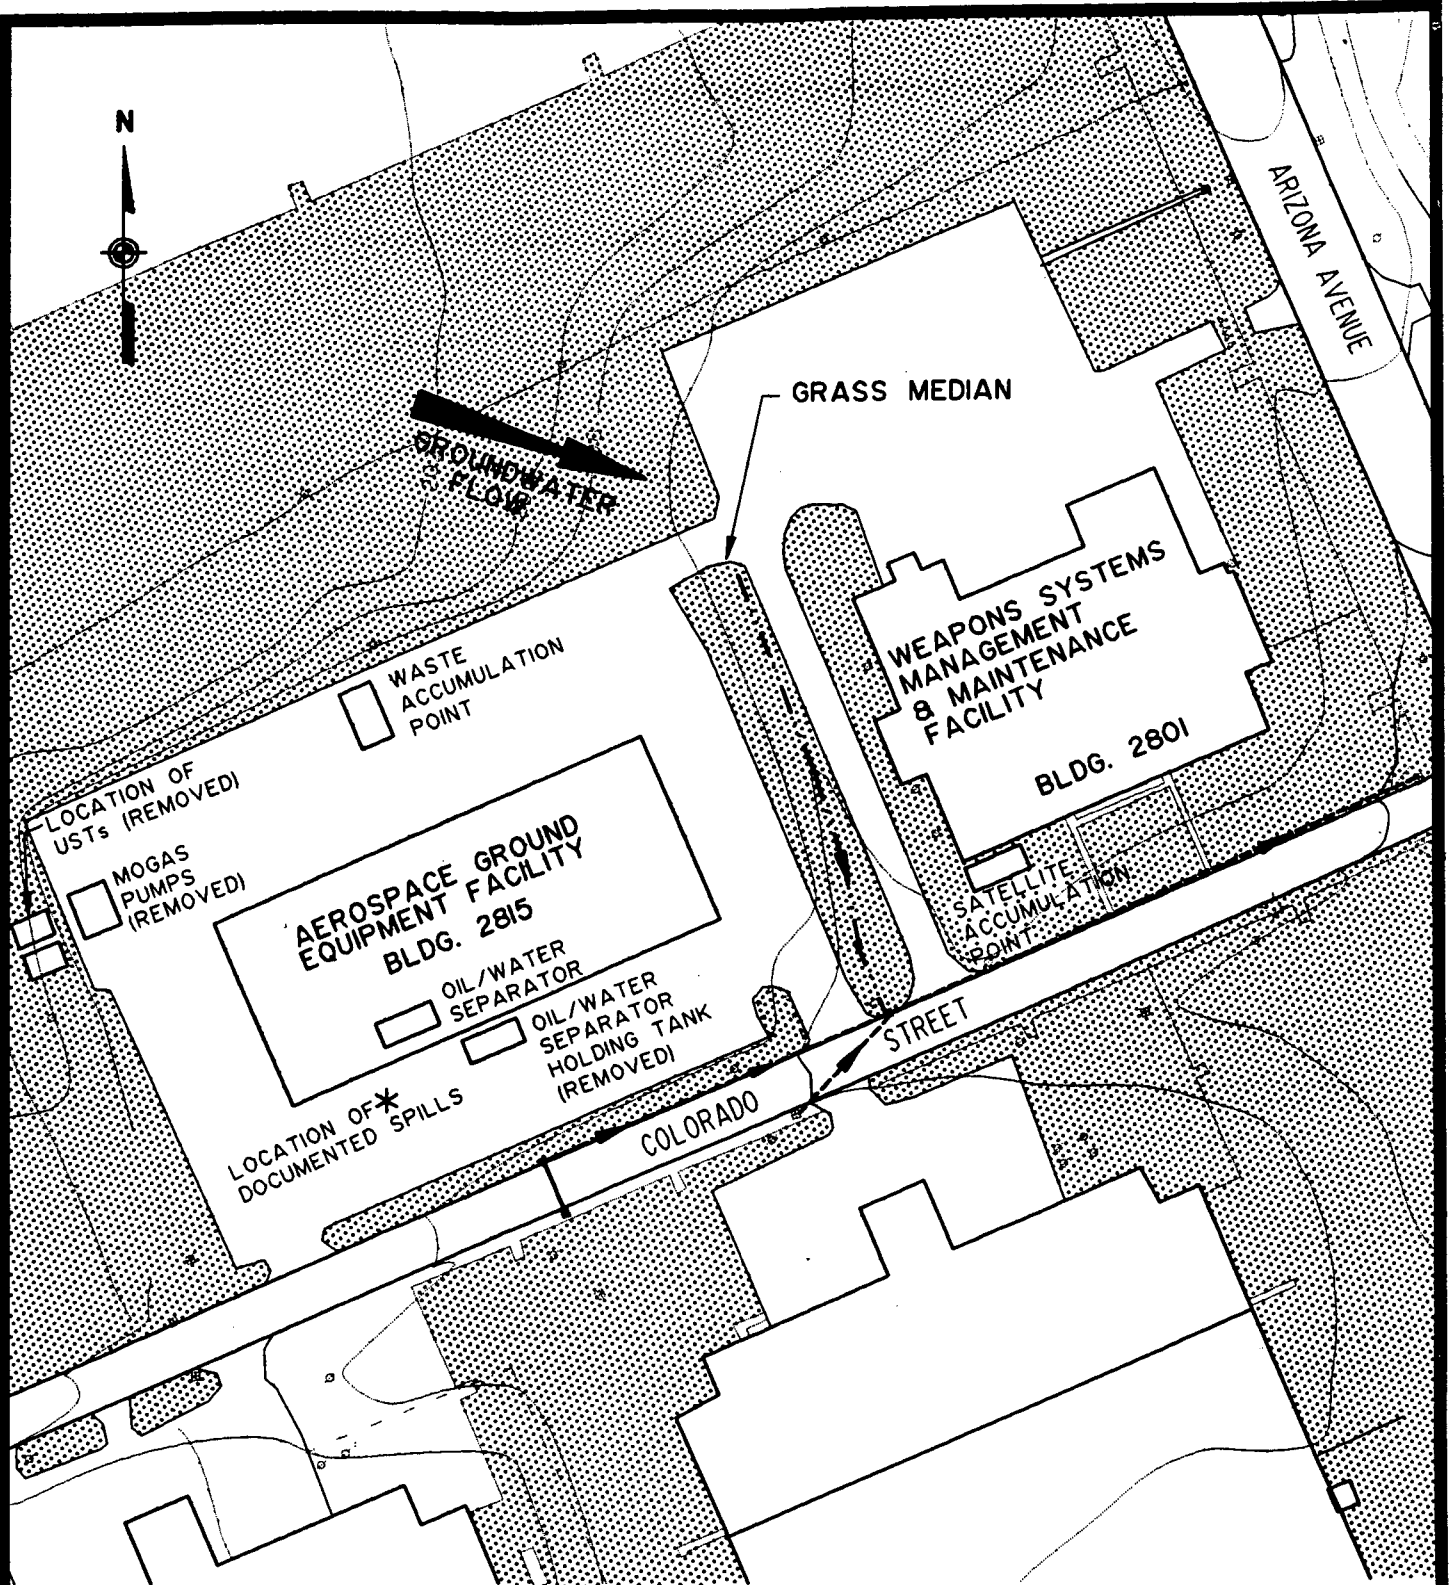 N
ARIZONA AVENUE
GRASS MEDIAN
GROUNDWATER
FLOW
WEAPONS SYSTEMS
MANAGEMENT
& MAINTENANCE
FACILITY
BLDG. 2801
WASTE
ACCUMULATION
POINT
LOCATION OF
USTs (REMOVED)
MOGAS
PUMPS
(REMOVED)
AEROSPACE GROUND
EQUIPMENT FACILITY
BLDG. 2815
SATELLITE
ACCUMULATION
POINT
OIL/WATER
SEPARATOR
OIL/WATER
SEPARATOR
HOLDING TANK
(REMOVED)
LOCATION OF *
DOCUMENTED SPILLS
COLORADO STREET